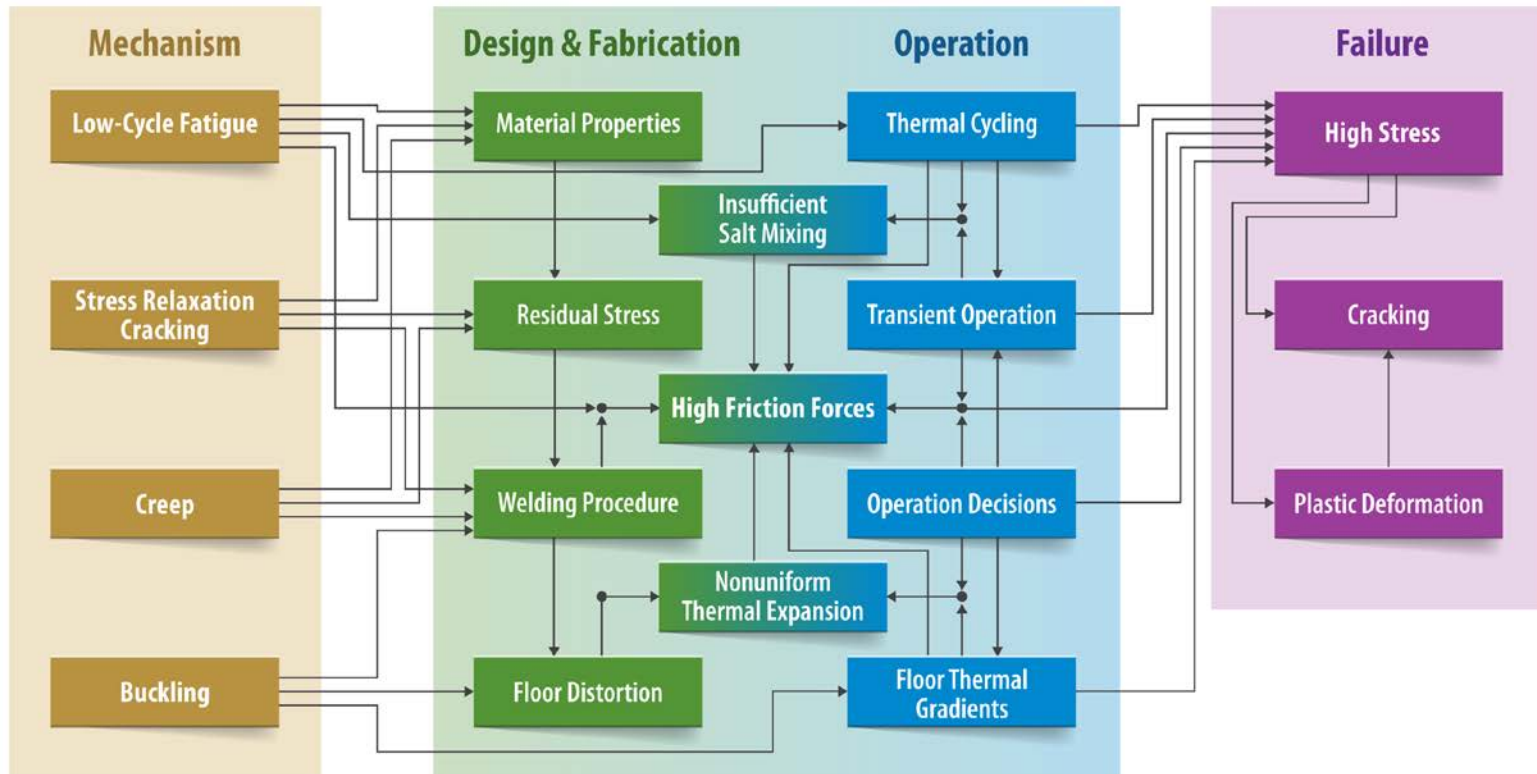 Mechanism
Design & Fabrication
Operation
Failure
Low-Cycle Fatigue
Material Properties
Thermal Cycling
High Stress
Insufficient
Salt Mixing
Stress Relaxation
Cracking
Residual Stress
Transient Operation
Cracking
High Friction Forces
Creep
Welding Procedure
Operation Decisions
Plastic Deformation
Nonuniform
Thermal Expansion
Buckling
Floor Distortion
Floor Thermal
Gradients